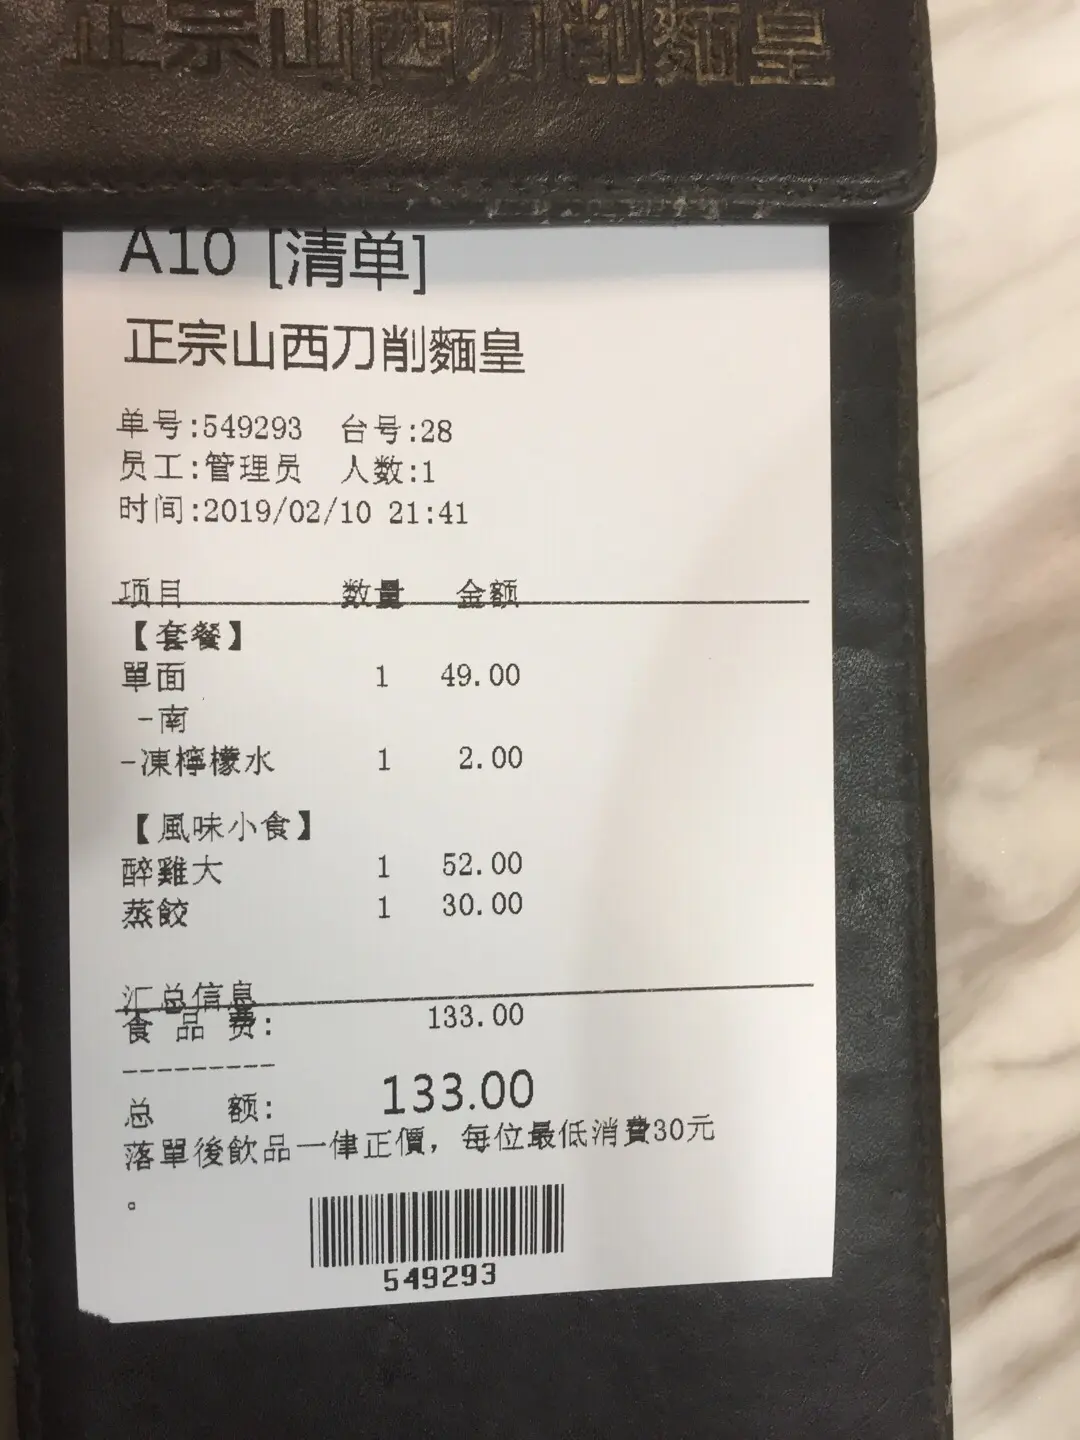 正宗山西刀削麵皇
A10 [清单]
正宗山西刀削麵皇
单号:549293 台号:28
员工:管理员 人数:1
时间:2019/02/10 21:41
项目 数量 金额
【套餐】
單面 1 49.00
-南
-凍檸檬水 1 2.00
【風味小食】
醉雞大 1 52.00
蒸餃 1 30.00
汇总信息
食品费: 133.00
---------
总 额: 133.00
落單後飲品一律正價，每位最低消費30元
。
549293